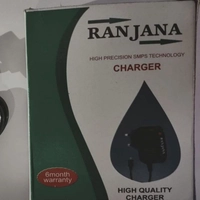 RANJANA
HIGH PRECISION SMPS TECHNOLOGY
CHARGER
6month
warranty
HIGH QUALITY
CHARGER